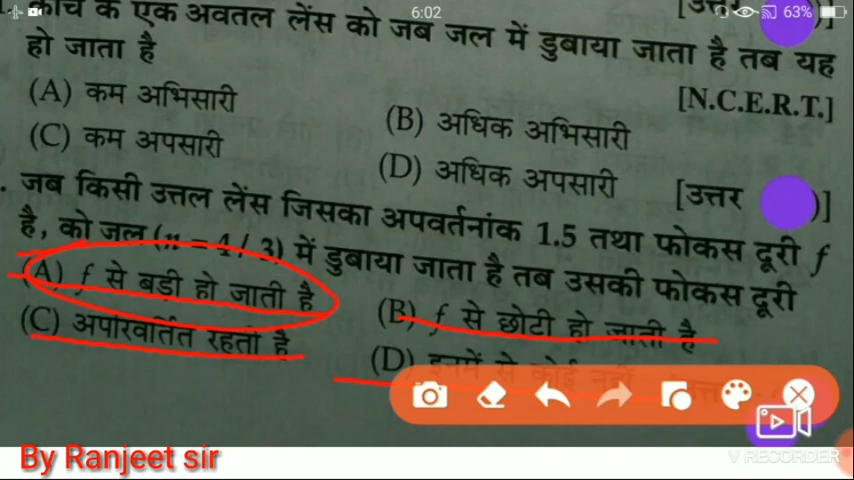 6:02
63%
काँच के एक अवतल लेंस को जब जल में डुबाया जाता है तब यह
हो जाता है
[N.C.E.R.T.]
(A) कम अभिसारी
(B) अधिक अभिसारी
(C) कम अपसारी
(D) अधिक अपसारी
[उत्तर )]
. जब किसी उत्तल लेंस जिसका अपवर्तनांक 1.5 तथा फोकस दूरी f
है, को जल (n = 4 / 3) में डुबाया जाता है तब उसकी फोकस दूरी
(A) f से बड़ी हो जाती है
(B) f से छोटी हो जाती है
(C) अपरिवर्तित रहती है
(D) इनमें से कोई नहीं
V RECORDER
By Ranjeet sir